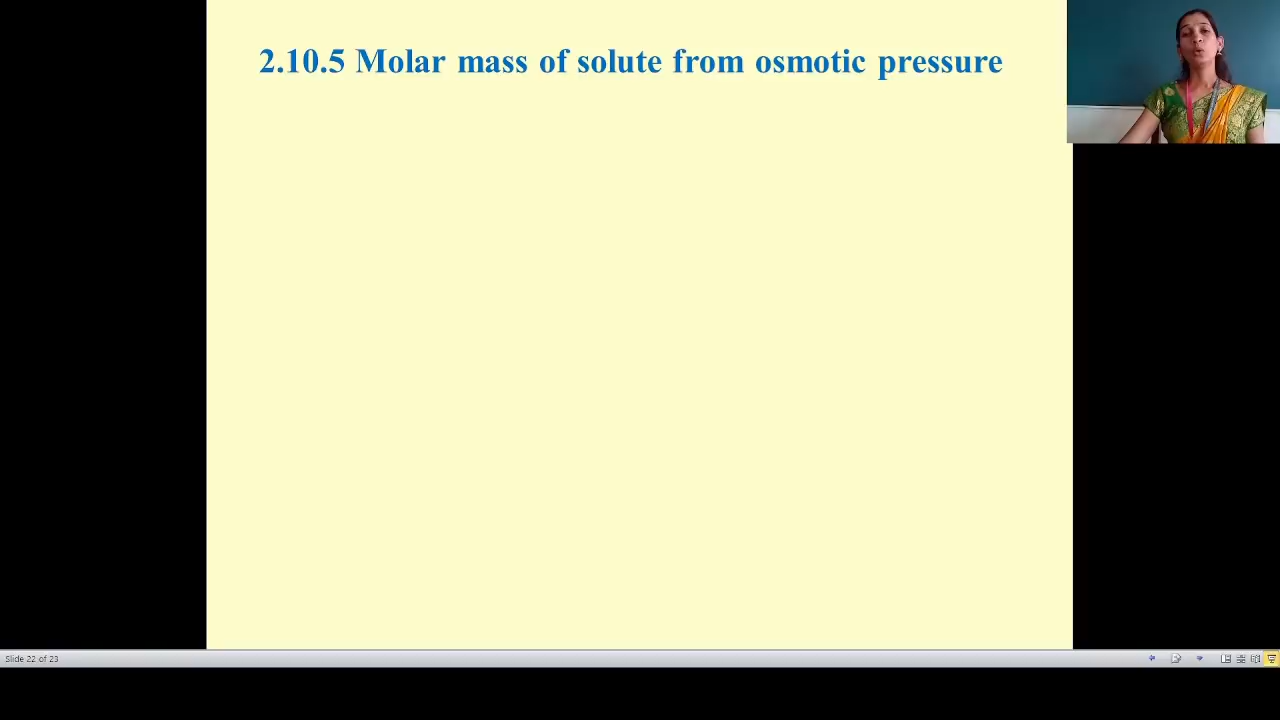 2.10.5 Molar mass of solute from osmotic pressure
Slide 22 of 23